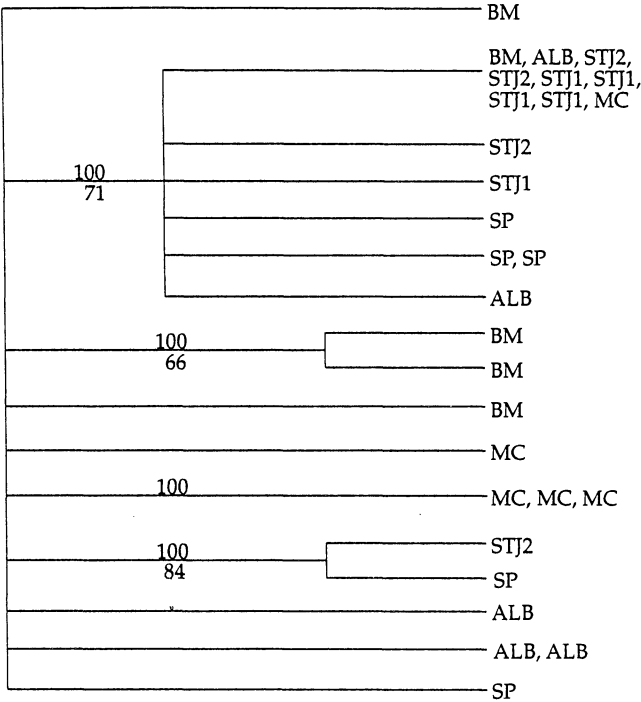 BM
BM, ALB, STJ2,
STJ2, STJ1, STJ1,
STJ1, STJ1, MC
STJ2
100
71
STJ1
SP
SP, SP
ALB
BM
100
66
BM
BM
MC
100
MC, MC, MC
STJ2
100
84
SP
ALB
ALB, ALB
SP